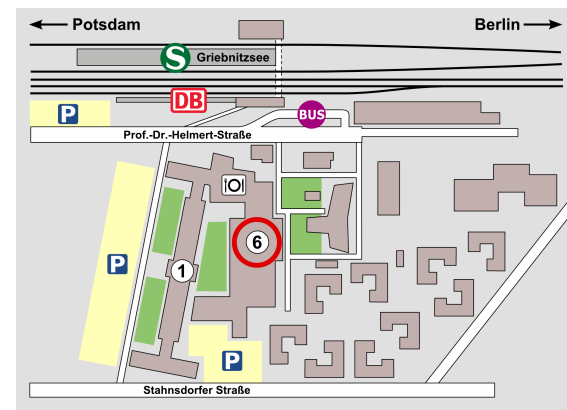 Potsdam
Berlin
S
Griebnitzsee
DB
P
BUS
Prof.-Dr.-Helmert-Straße
6
P
1
P
Stahnsdorfer Straße